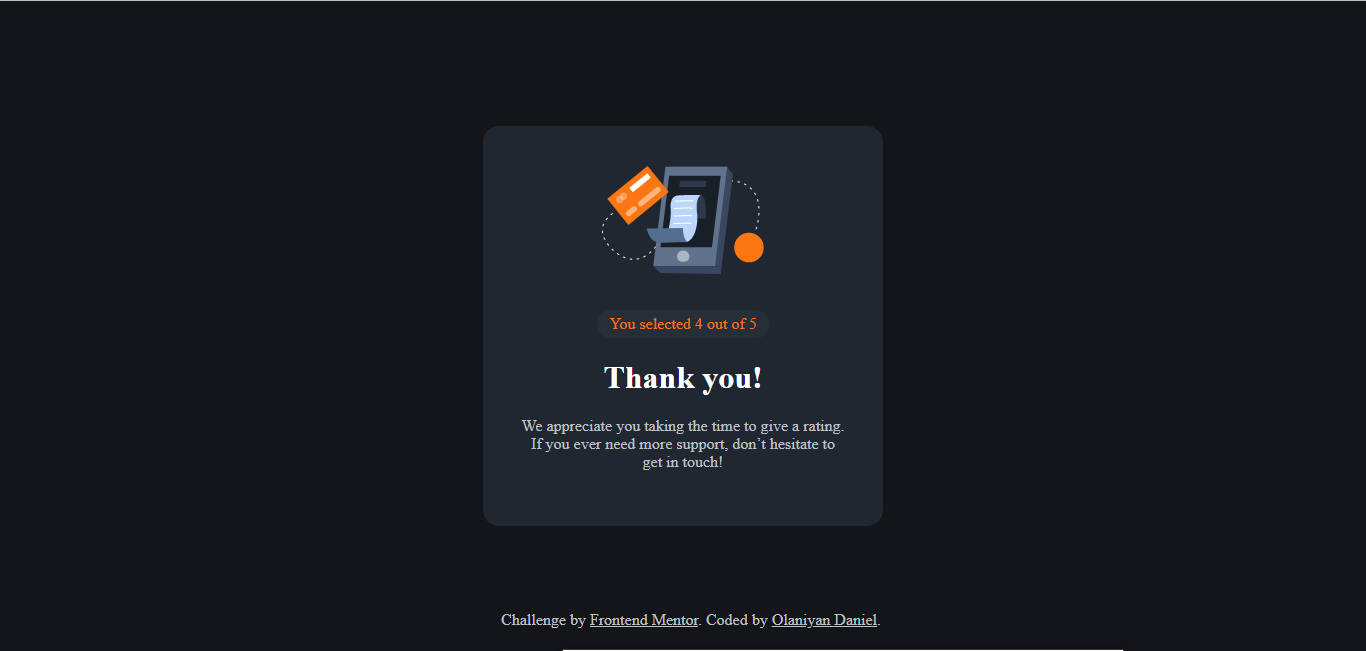 You selected 4 out of 5
Thank you!
We appreciate you taking the time to give a rating.
If you ever need more support, don’t hesitate to
get in touch!
Challenge by Frontend Mentor. Coded by Olaniyan Daniel.